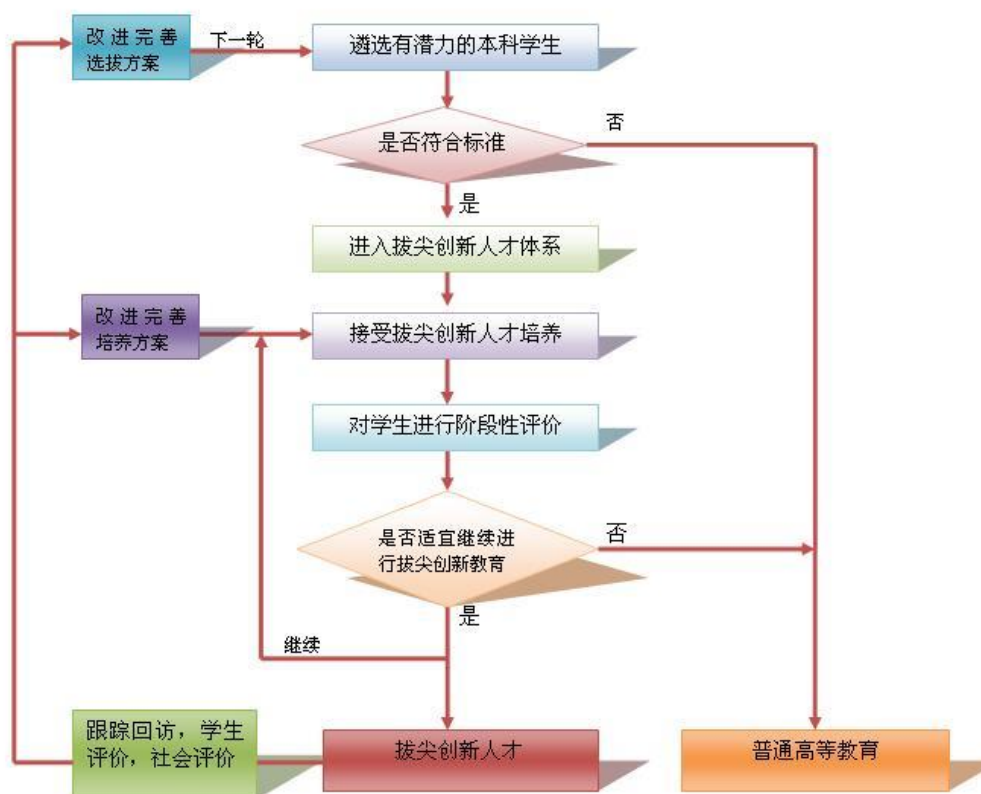 改进完善
选拔方案
下一轮
遴选有潜力的本科学生
是否符合标准
否
是
进入拔尖创新人才体系
改进完善
培养方案
接受拔尖创新人才培养
对学生进行阶段性评价
是否适宜继续进
行拔尖创新教育
否
是
继续
跟踪回访，学生
评价，社会评价
拔尖创新人才
普通高等教育